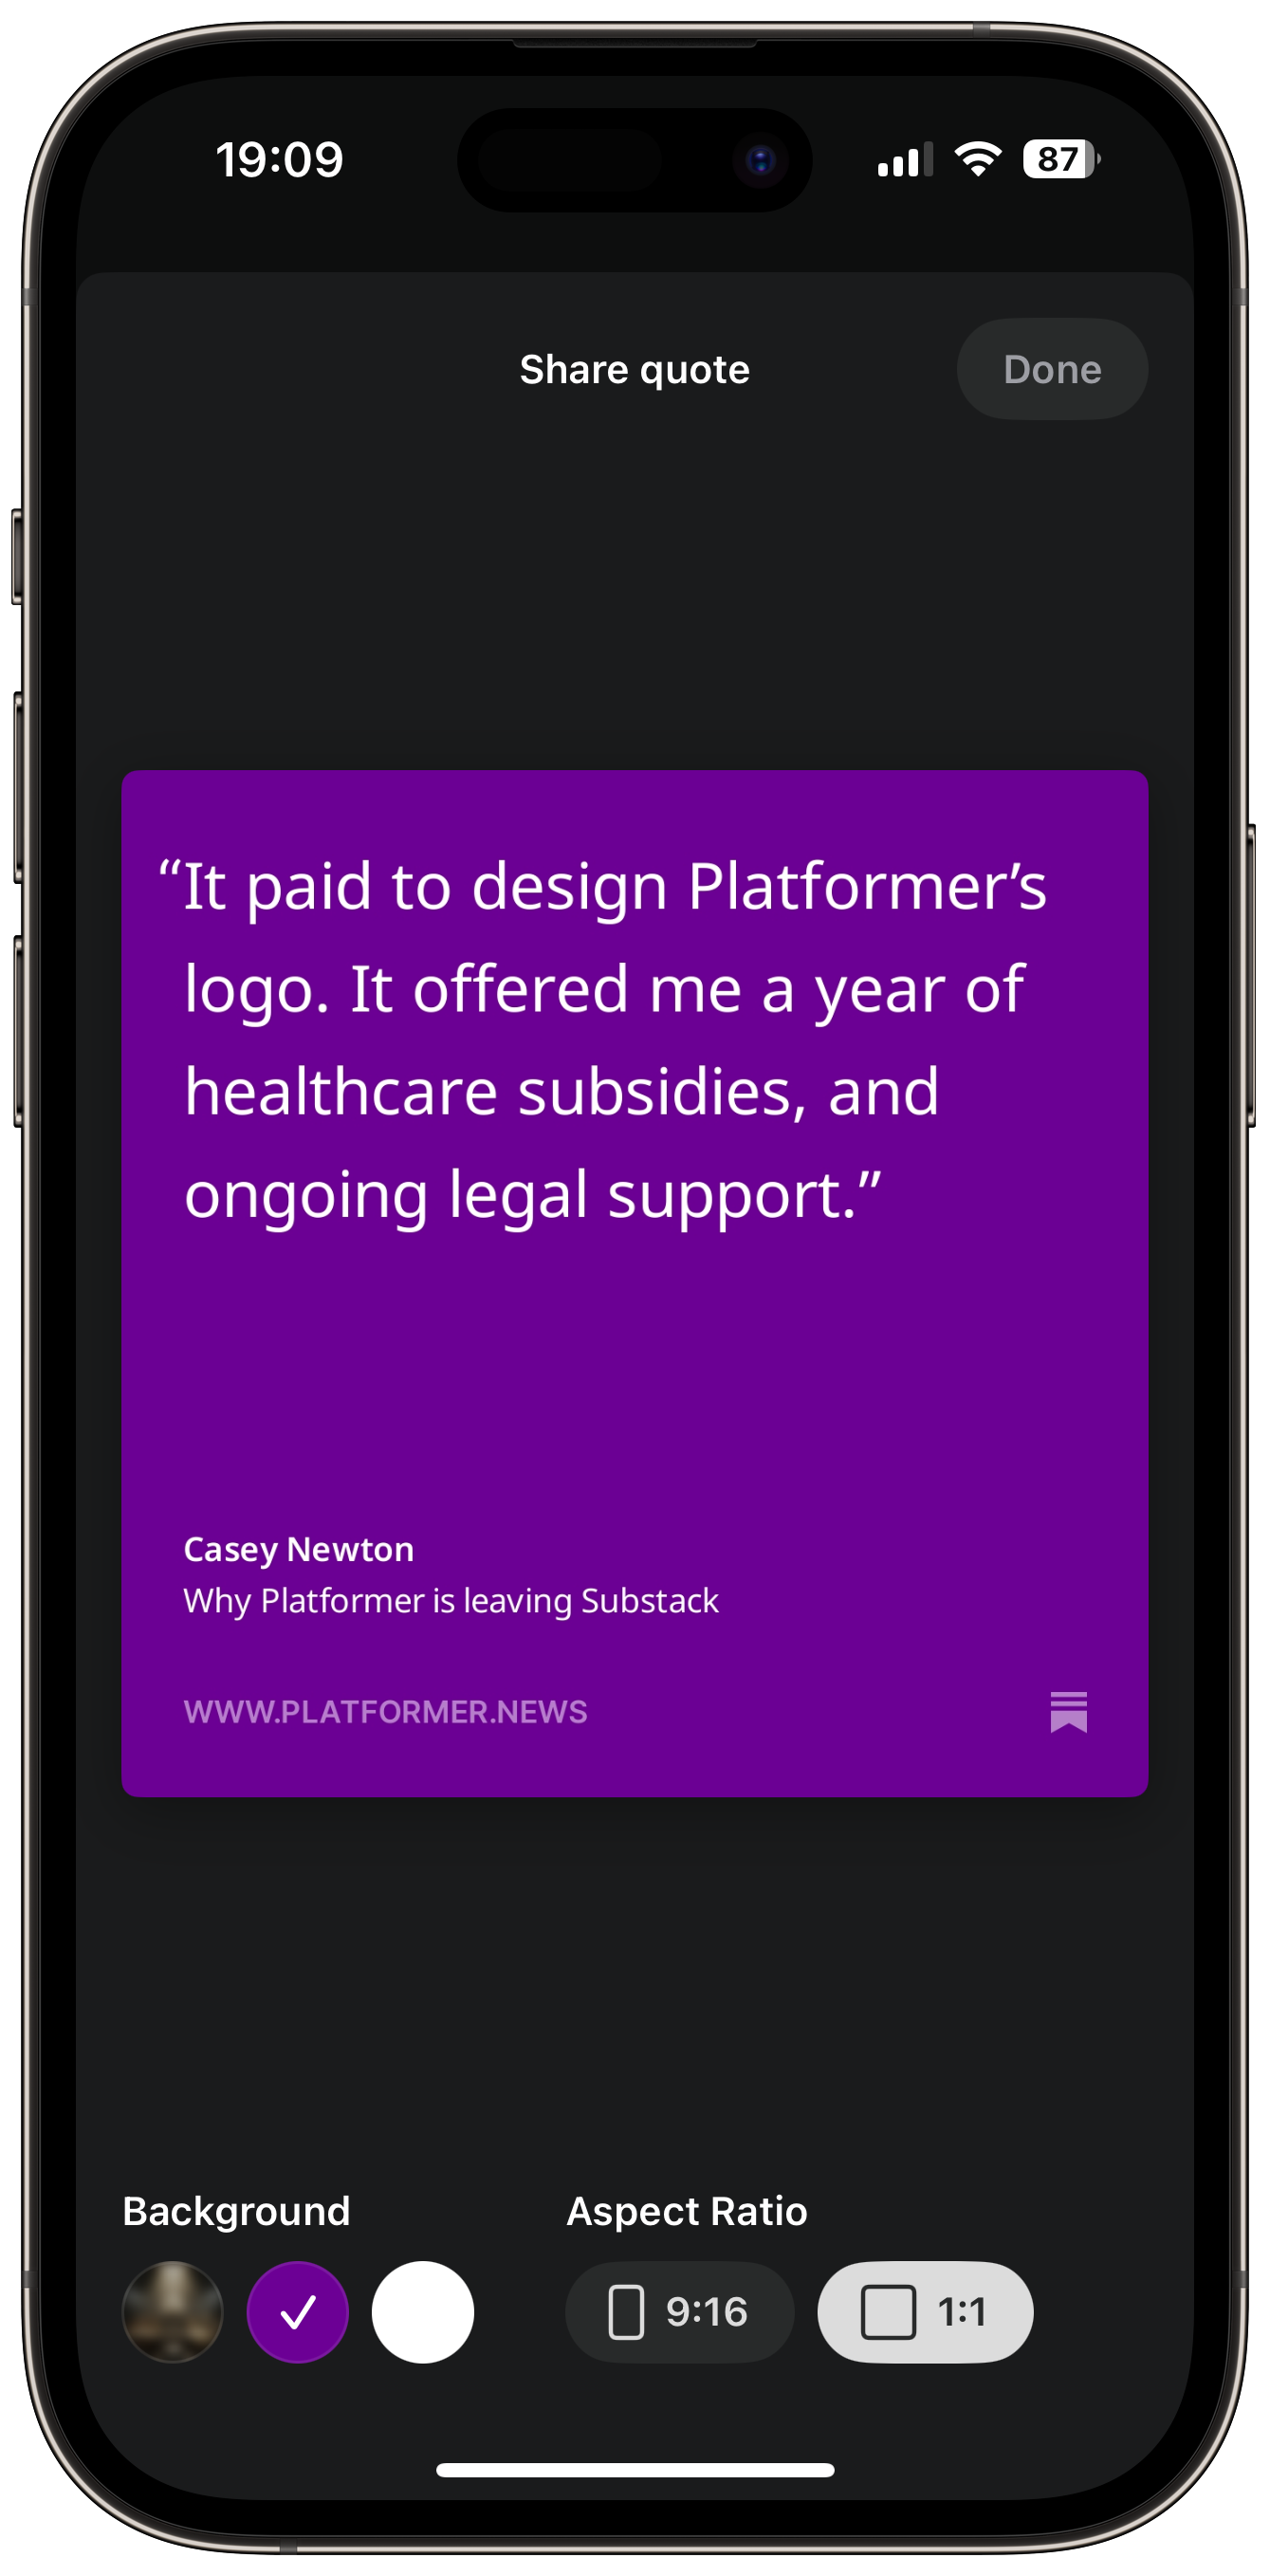 19:09
87
Share quote
Done
“It paid to design Platformer’s
logo. It offered me a year of
healthcare subsidies, and
ongoing legal support.”
Casey Newton
Why Platformer is leaving Substack
WWW.PLATFORMER.NEWS
Background
Aspect Ratio
9:16
1:1